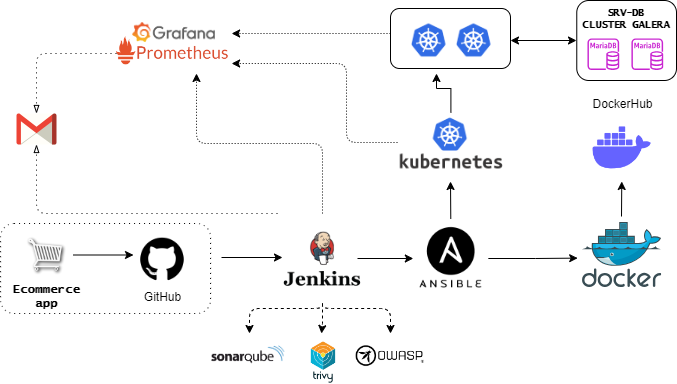 Grafana
Prometheus
SRV-DB
CLUSTER GALERA
MariaDB
MariaDB
DockerHub
kubernetes
Ecommerce
app
GitHub
Jenkins
ANSIBLE
docker
sonarqube
trivy
OWASP